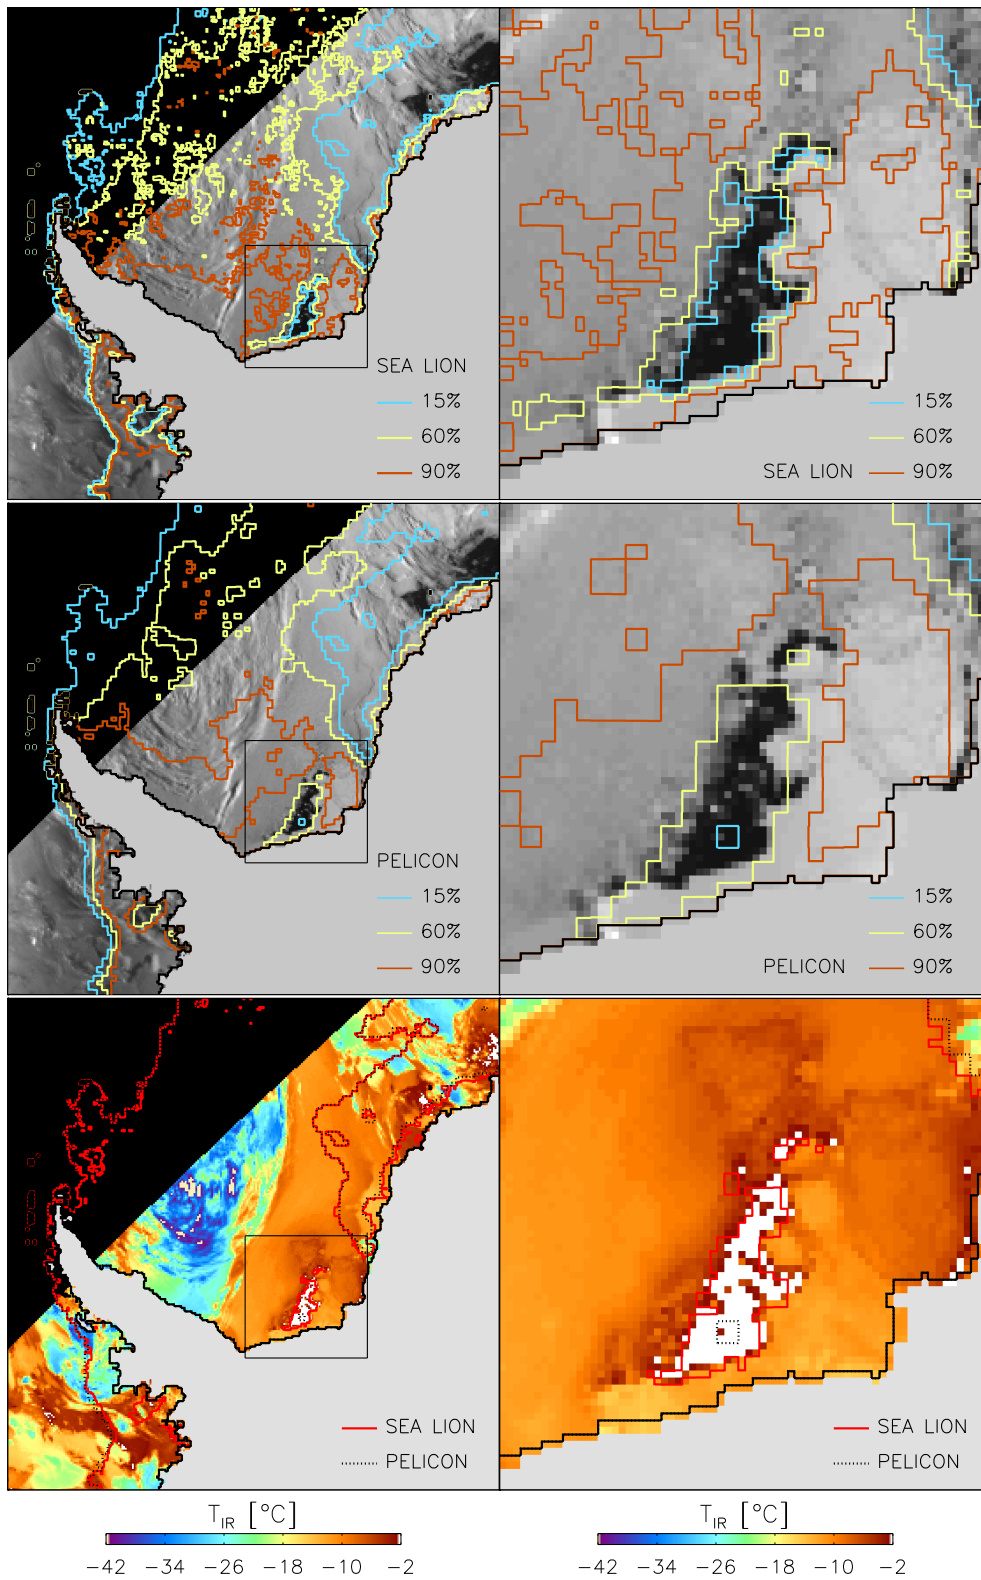 SEA LION
15%
60%
90%
15%
60%
SEA LION 90%
PELICON
15%
60%
90%
15%
60%
PELICON 90%
SEA LION
PELICON
SEA LION
PELICON
T_IR [°C]
−42 −34 −26 −18 −10 −2
T_IR [°C]
−42 −34 −26 −18 −10 −2